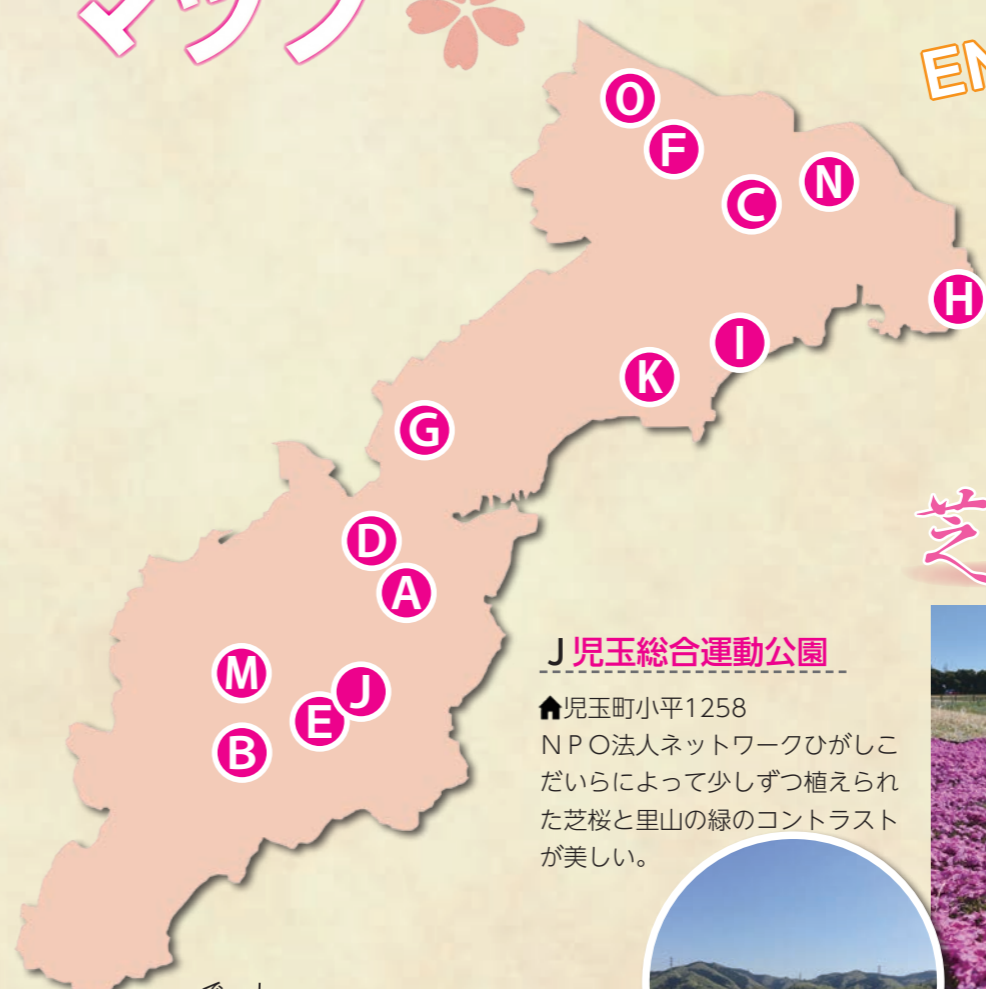 マップ
EN
O
F
C
N
H
I
K
G
D
A
M
J
E
B
芝
J 児玉総合運動公園
児玉町小平1258
ＮＰＯ法人ネットワークひがしこ
だいらによって少しずつ植えられ
た芝桜と里山の緑のコントラスト
が美しい。